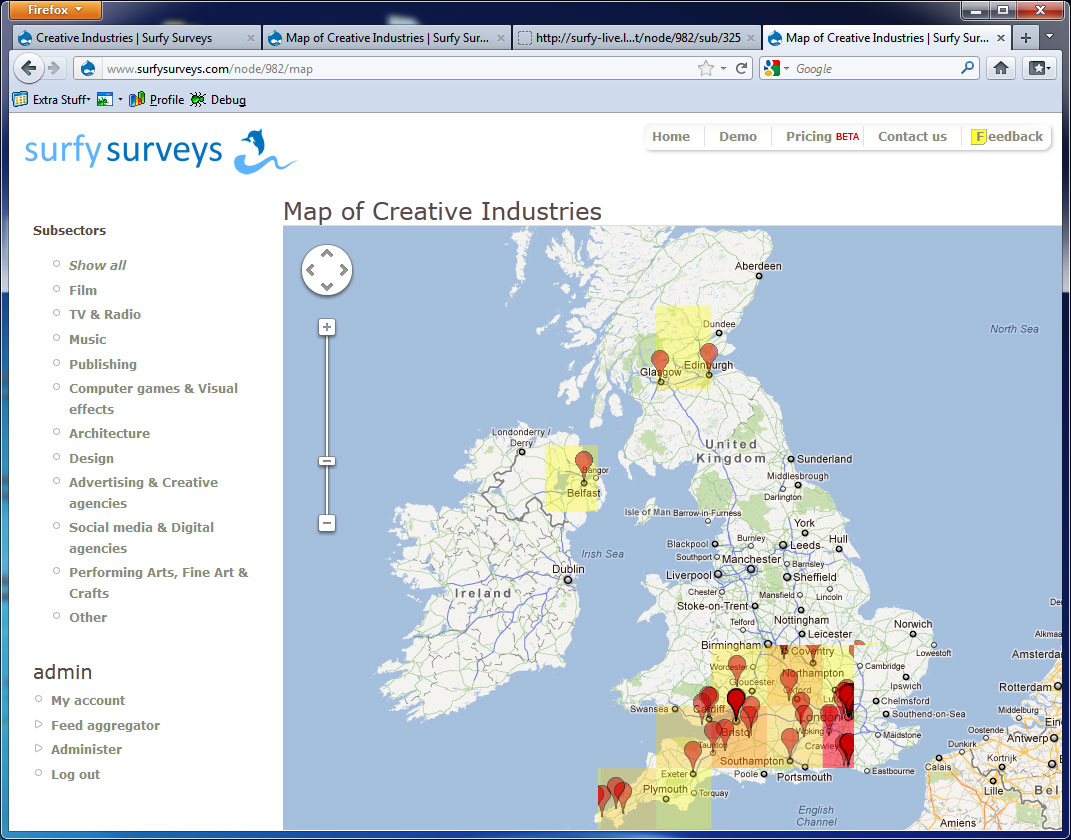 Firefox
Creative Industries | Surfy Surveys
Map of Creative Industries | Surfy Sur...
http://surfy-live.l...t/node/982/sub/325
Map of Creative Industries | Surfy Sur...
www.surfysurveys.com/node/982/map
Google
Extra Stuff
Profile
Debug
surfy surveys
Home
Demo
Pricing BETA
Contact us
Feedback
Map of Creative Industries
Subsectors
Show all
Film
TV & Radio
Music
Publishing
Computer games & Visual
effects
Architecture
Design
Advertising & Creative
agencies
Social media & Digital
agencies
Performing Arts, Fine Art &
Crafts
Other
admin
My account
Feed aggregator
Administer
Log out
Aberdeen
North Sea
Dundee
Glasgow
Edinburgh
Londonderry /
Derry
United
Kingdom
Sunderland
Bangor
Middlesbrough
Belfast
Darlington
Isle of Man
Barrow-in-Furness
York
Irish Sea
Blackpool
Burnley
Leeds
Hull
Southport
Manchester
Barnsley
Dublin
Liverpool
Sheffield
Ireland
Chester
Mansfield
Lincoln
Stoke-on-Trent
Nottingham
Telford
Leicester
Norwich
Birmingham
Coventry
Lowestoft
Worcester
Northampton
Cambridge
Gloucester
Oxford
Ipswich
Swansea
Cardiff
Chelmsford
London
Southend-on-Sea
Bristol
Woking
Maidstone
Taunton
Crawley
Southampton
Exeter
Poole
Portsmouth
Eastbourne
Plymouth
Torquay
English
Channel
Alkmaa
Amsterdam
Rotterdam
Middelburg
Oostende
Antwerp
Dunkirk
Calais
Kortrijk
Lille
Bel
Amiens